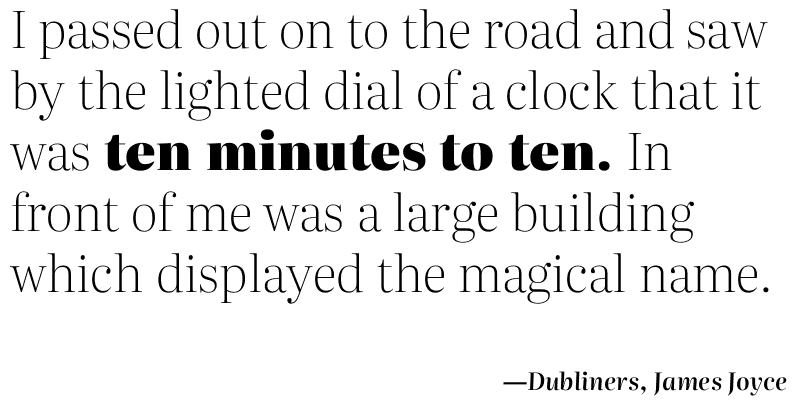 I passed out on to the road and saw
by the lighted dial of a clock that it
was ten minutes to ten. In
front of me was a large building
which displayed the magical name.
—Dubliners, James Joyce